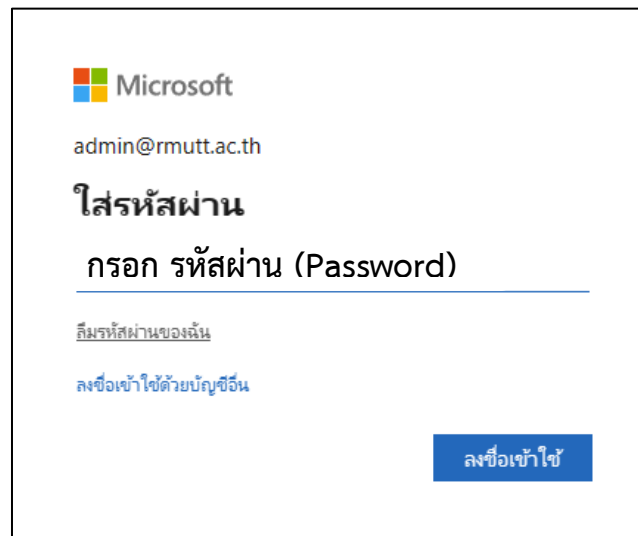 Microsoft
admin@rmutt.ac.th
ใส่รหัสผ่าน
กรอก รหัสผ่าน (Password)
ลืมรหัสผ่านของฉัน
ลงชื่อเข้าใช้ด้วยบัญชีอื่น
ลงชื่อเข้าใช้